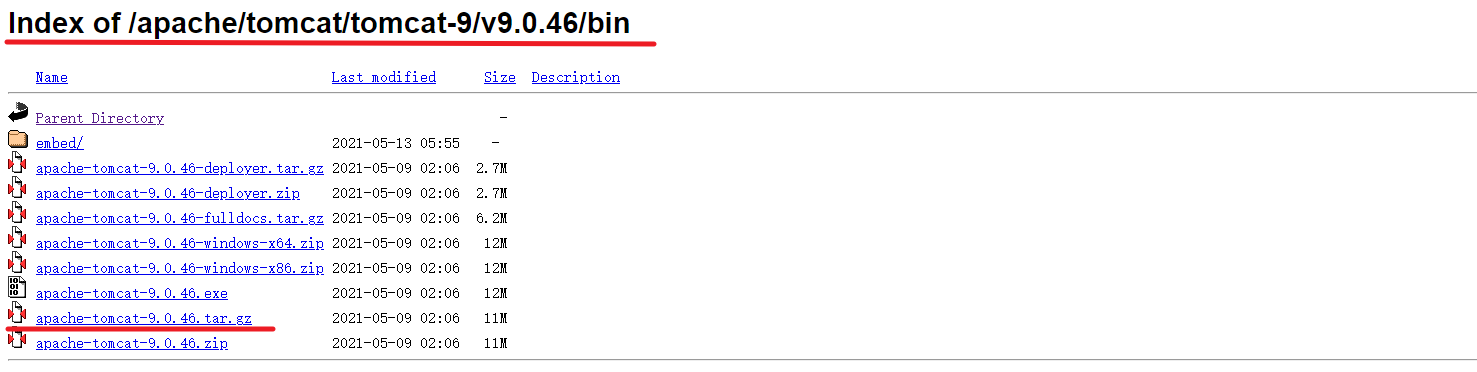 Index of /apache/tomcat/tomcat-9/v9.0.46/bin
Name Last modified Size Description
Parent Directory -
embed/ 2021-05-13 05:55 -
apache-tomcat-9.0.46-deployer.tar.gz 2021-05-09 02:06 2.7M
apache-tomcat-9.0.46-deployer.zip 2021-05-09 02:06 2.7M
apache-tomcat-9.0.46-fulldocs.tar.gz 2021-05-09 02:06 6.2M
apache-tomcat-9.0.46-windows-x64.zip 2021-05-09 02:06 12M
apache-tomcat-9.0.46-windows-x86.zip 2021-05-09 02:06 12M
apache-tomcat-9.0.46.exe 2021-05-09 02:06 12M
apache-tomcat-9.0.46.tar.gz 2021-05-09 02:06 11M
apache-tomcat-9.0.46.zip 2021-05-09 02:06 11M